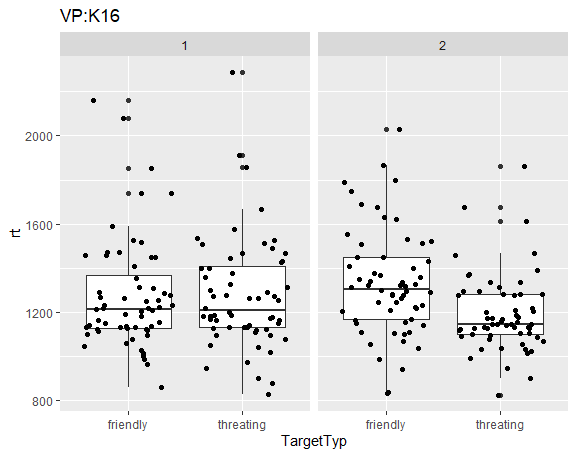 VP:K16
1 2
rt
2000
1600
1200
800
friendly threating friendly threating
TargetTyp